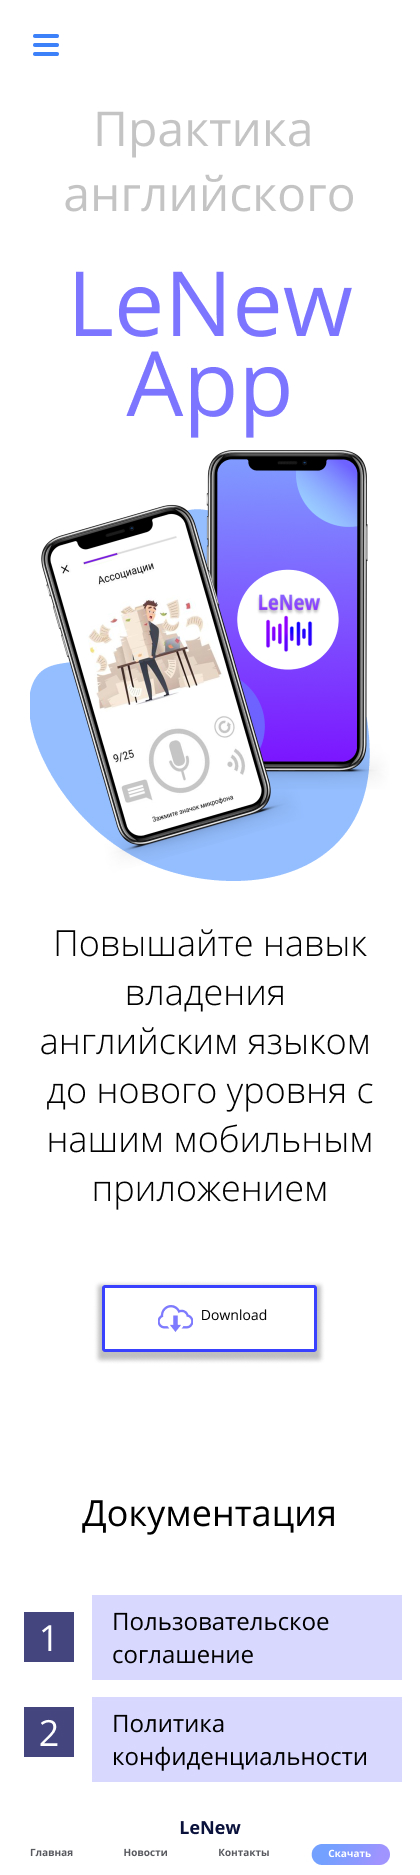 Практика
английского
LeNew
App
Ассоциации
9/25
Зажмите значок микрофона
LeNew
Повышайте навык
владения
английским языком
до нового уровня с
нашим мобильным
приложением
Download
Документация
1
Пользовательское
соглашение
2
Политика
конфиденциальности
LeNew
Главная Новости Контакты Скачать